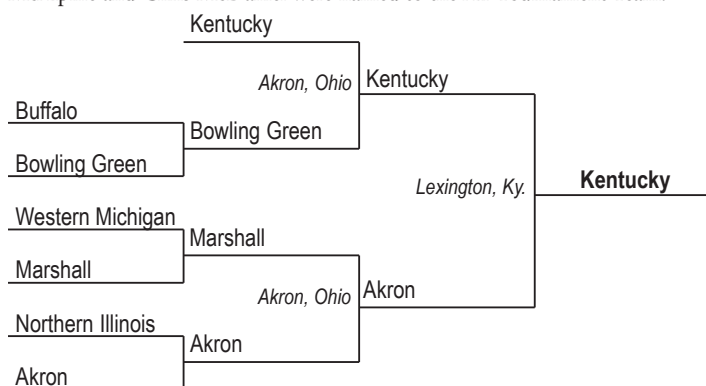 Kentucky
Akron, Ohio
Kentucky
Buffalo
Bowling Green
Bowling Green
Lexington, Ky.
Kentucky
Western Michigan
Marshall
Marshall
Akron, Ohio
Akron
Northern Illinois
Akron
Akron